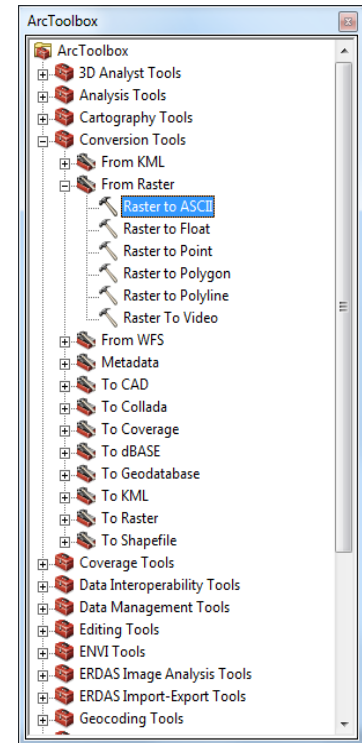 ArcToolbox
ArcToolbox
3D Analyst Tools
Analysis Tools
Cartography Tools
Conversion Tools
From KML
From Raster
Raster to ASCII
Raster to Float
Raster to Point
Raster to Polygon
Raster to Polyline
Raster To Video
From WFS
Metadata
To CAD
To Collada
To Coverage
To dBASE
To Geodatabase
To KML
To Raster
To Shapefile
Coverage Tools
Data Interoperability Tools
Data Management Tools
Editing Tools
ENVI Tools
ERDAS Image Analysis Tools
ERDAS Import-Export Tools
Geocoding Tools